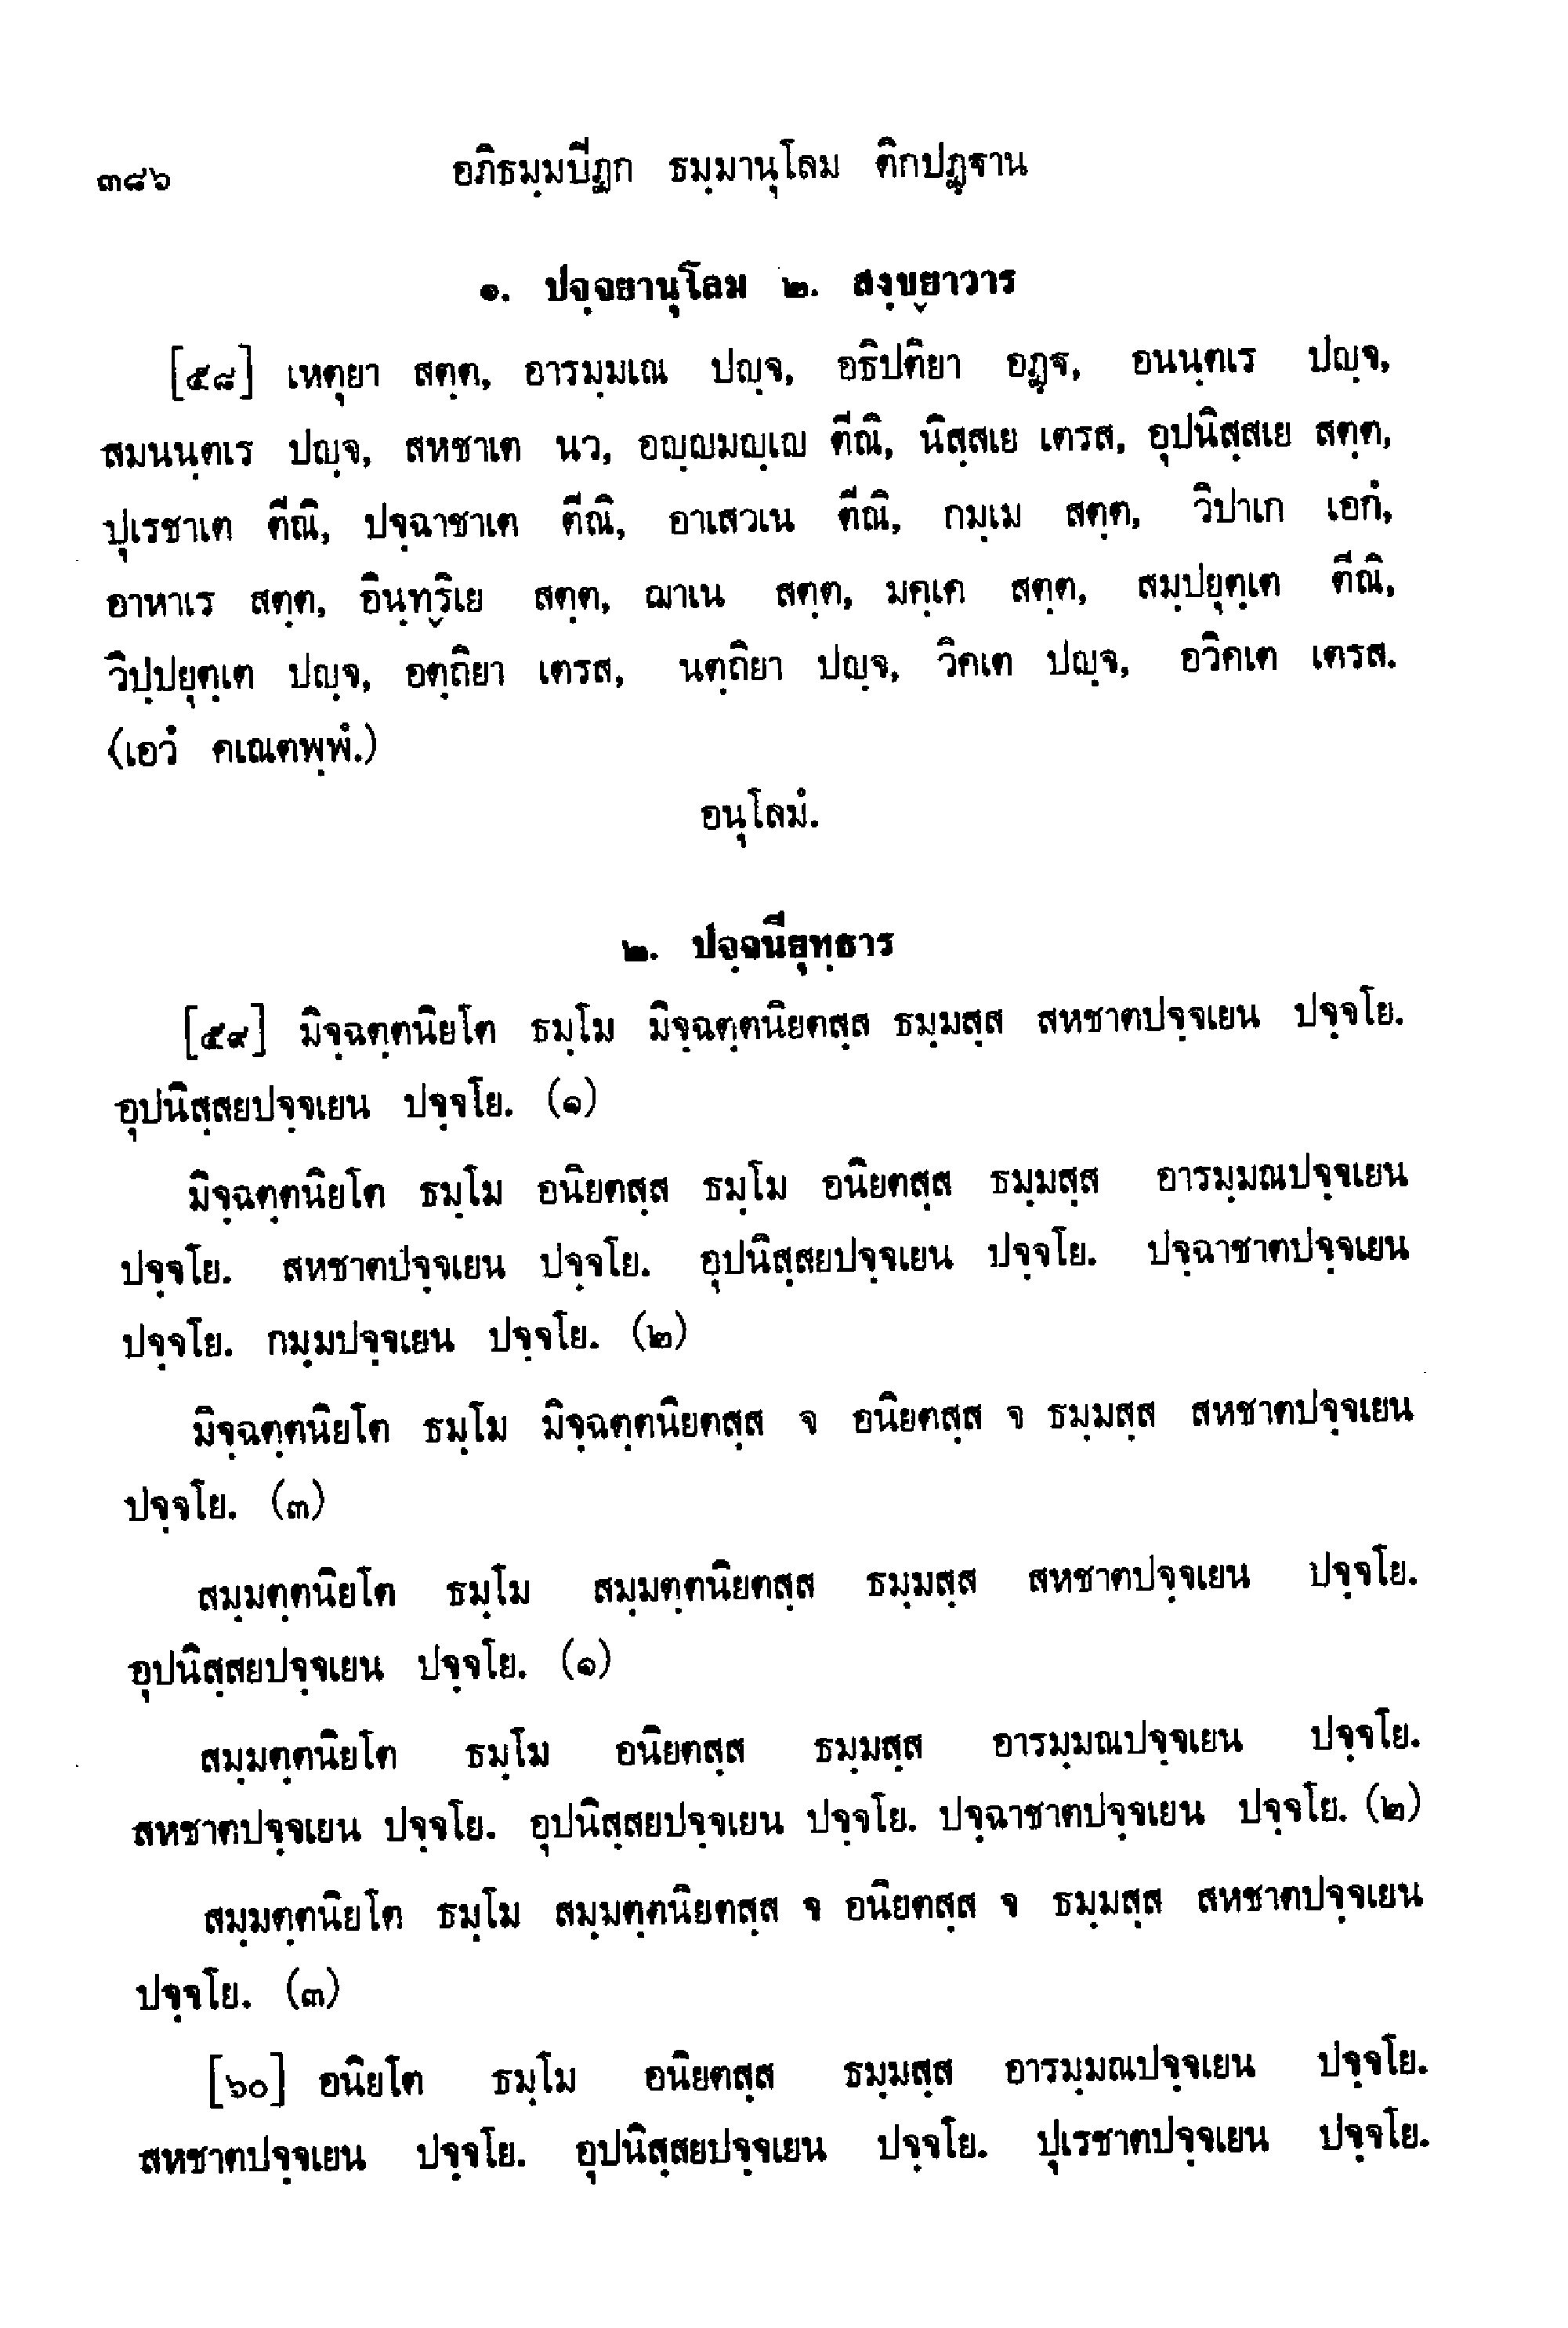 ๓๘๖ อภิธมฺมปิฏก ธมฺมานุโลม ติกปฏฺฐาน
๑. ปจฺจยานุโลม ๒. สงฺขฺยาวาร
[๕๘] เหตุยา สตฺต, อารมฺมเณ ปญฺจ, อธิปติยา อฏฺฐ, อนนฺตเร ปญฺจ,
สมนนฺตเร ปญฺจ, สหชาเต นว, อญฺญมญฺเญ ตีณิ, นิสฺสเย เตรส, อุปนิสฺสเย สตฺต,
ปุเรชาเต ตีณิ, ปจฺฉาชาเต ตีณิ, อาเสวเน ตีณิ, กมฺเม สตฺต, วิปาเก เอกํ,
อาหาเร สตฺต, อินฺทฺริเย สตฺต, ฌาเน สตฺต, มคฺเค สตฺต, สมฺปยุตฺเต ตีณิ,
วิปฺปยุตฺเต ปญฺจ, อตฺถิยา เตรส, นตฺถิยา ปญฺจ, วิคเต ปญฺจ, อวิคเต เตรส.
(เอวํ คเณตพฺพํ.)
อนุโลมํ.
๒. ปจฺจนียุทฺธาร
[๕๙] มิจฺฉตฺตนิยโต ธมฺโม มิจฺฉตฺตนิยตสฺส ธมฺมสฺส สหชาตปจฺจเยน ปจฺจโย.
อุปนิสฺสยปจฺจเยน ปจฺจโย. (๑)
มิจฺฉตฺตนิยโต ธมฺโม อนิยตสฺส ธมฺโม อนิยตสฺส ธมฺมสฺส อารมฺมณปจฺจเยน
ปจฺจโย. สหชาตปจฺจเยน ปจฺจโย. อุปนิสฺสยปจฺจเยน ปจฺจโย. ปจฺฉาชาตปจฺจเยน
ปจฺจโย. กมฺมปจฺจเยน ปจฺจโย. (๒)
มิจฺฉตฺตนิยโต ธมฺโม มิจฺฉตฺตนิยตสฺส จ อนิยตสฺส จ ธมฺมสฺส สหชาตปจฺจเยน
ปจฺจโย. (๓)
สมฺมตฺตนิยโต ธมฺโม สมฺมตฺตนิยตสฺส ธมฺมสฺส สหชาตปจฺจเยน ปจฺจโย.
อุปนิสฺสยปจฺจเยน ปจฺจโย. (๑)
สมฺมตฺตนิยโต ธมฺโม อนิยตสฺส ธมฺมสฺส อารมฺมณปจฺจเยน ปจฺจโย.
สหชาตปจฺจเยน ปจฺจโย. อุปนิสฺสยปจฺจเยน ปจฺจโย. ปจฺฉาชาตปจฺจเยน ปจฺจโย. (๒)
สมฺมตฺตนิยโต ธมฺโม สมฺมตฺตนิยตสฺส จ อนิยตสฺส จ ธมฺมสฺส สหชาตปจฺจเยน
ปจฺจโย. (๓)
[๖๐] อนิยโต ธมฺโม อนิยตสฺส ธมฺมสฺส อารมฺมณปจฺจเยน ปจฺจโย.
สหชาตปจฺจเยน ปจฺจโย. อุปนิสฺสยปจฺจเยน ปจฺจโย. ปุเรชาตปจฺจเยน ปจฺจโย.